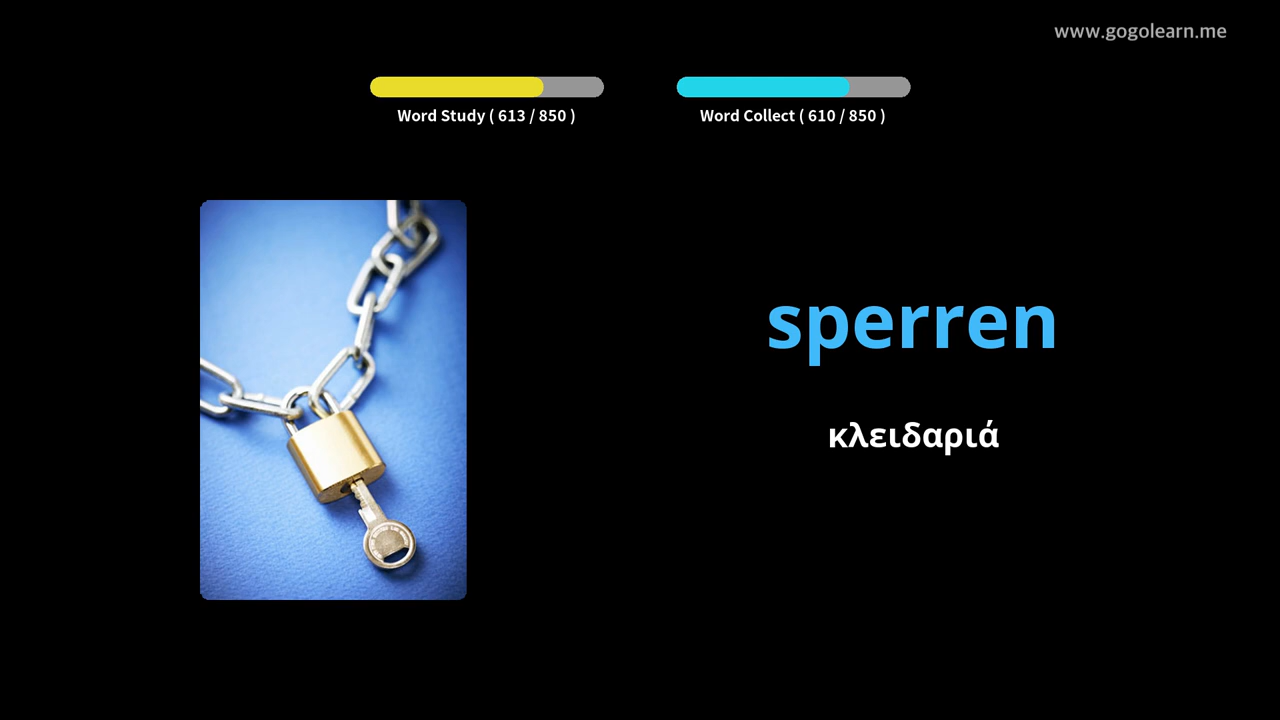 www.gogolearn.me
Word Study ( 613 / 850 )
Word Collect ( 610 / 850 )
sperren
κλειδαριά